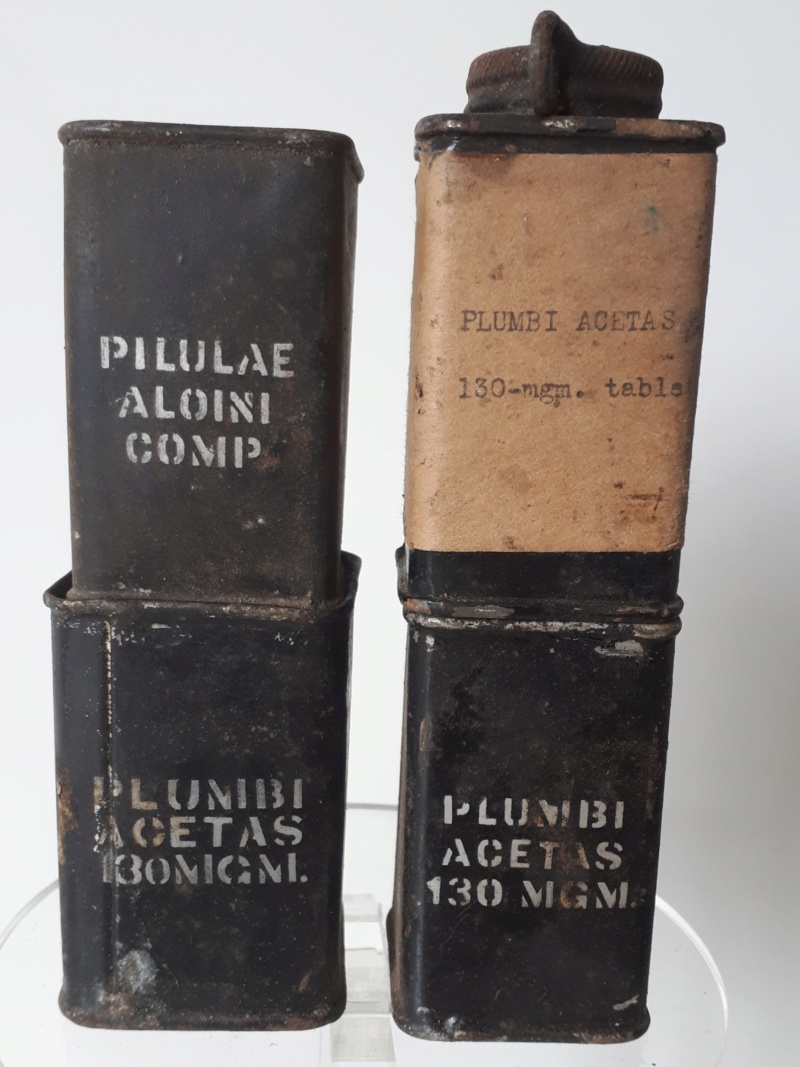 PILULAE
ALOINI
COMP
PLUMBI
ACETAS
130MGM.
PLUMBI ACETAS
130-mgm. table
PLUMBI
ACETAS
130 MGM.